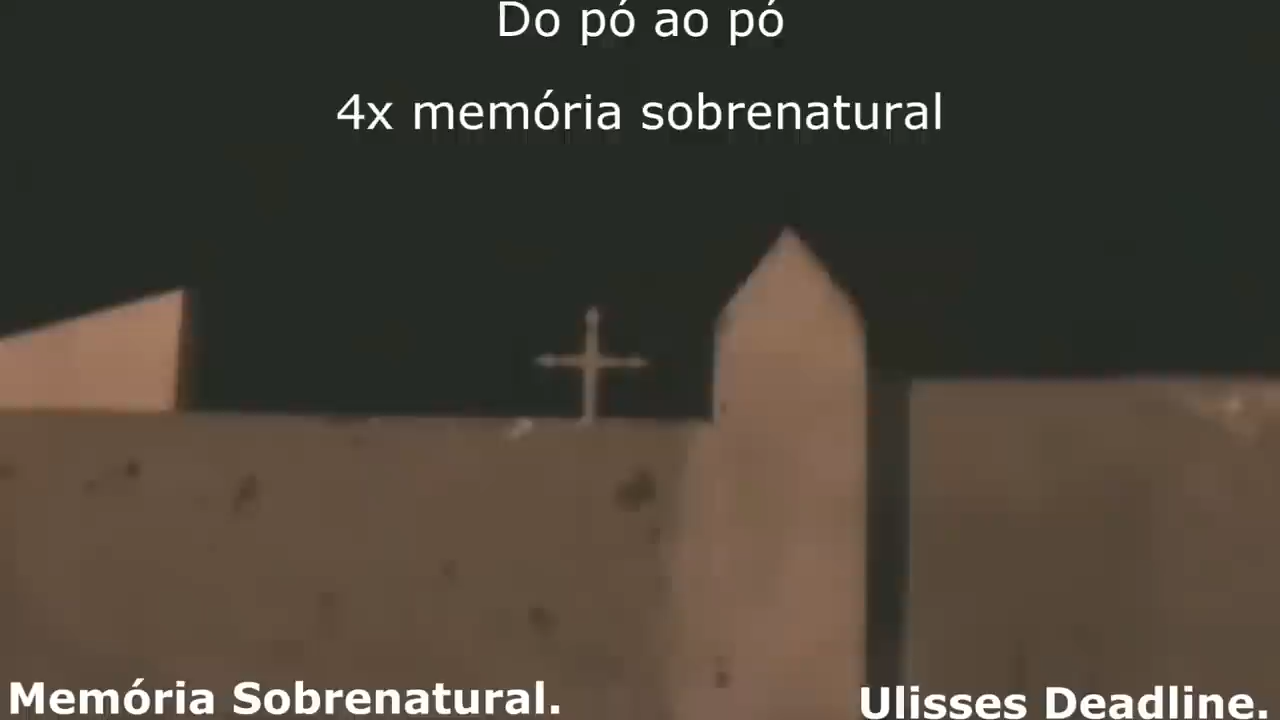 Do pó ao pó
4x memória sobrenatural
Memória Sobrenatural.
Ulisses Deadline.